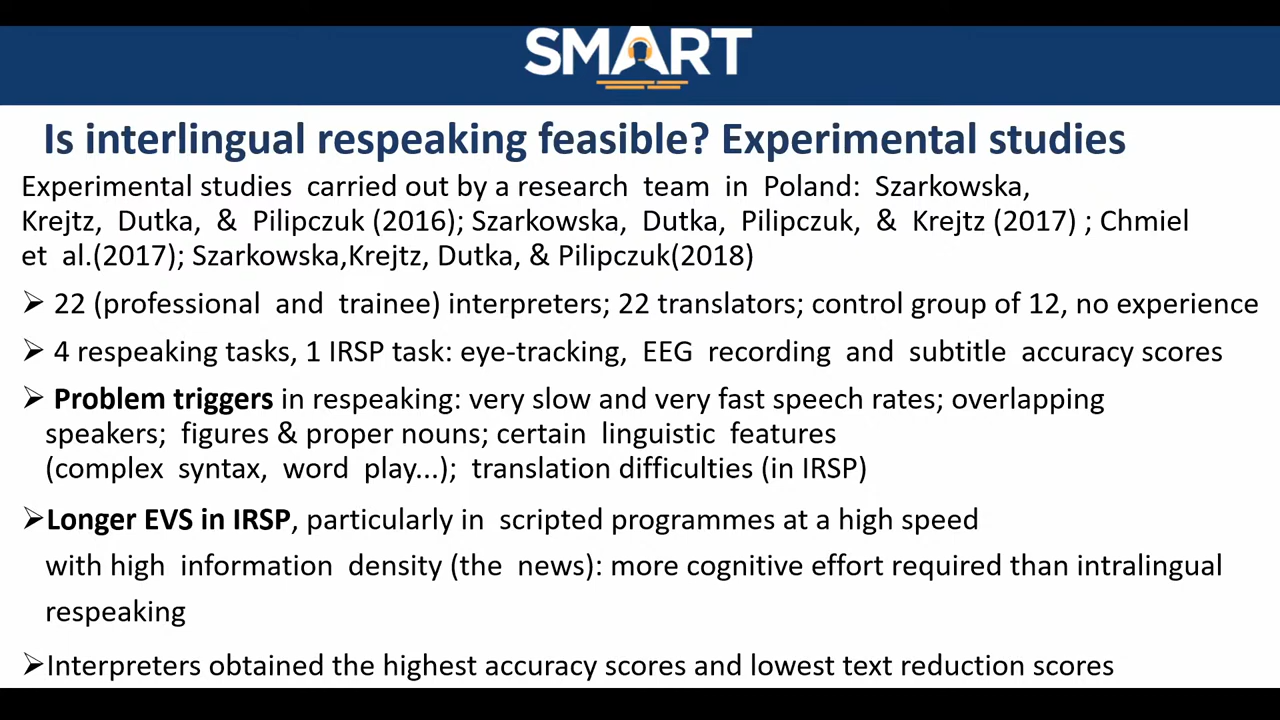 SMART
Is interlingual respeaking feasible? Experimental studies
Experimental studies carried out by a research team in Poland: Szarkowska,
Krejtz, Dutka, & Pilipczuk (2016); Szarkowska, Dutka, Pilipczuk, & Krejtz (2017) ; Chmiel
et al.(2017); Szarkowska,Krejtz, Dutka, & Pilipczuk(2018)
➢ 22 (professional and trainee) interpreters; 22 translators; control group of 12, no experience
➢ 4 respeaking tasks, 1 IRSP task: eye-tracking, EEG recording and subtitle accuracy scores
➢ Problem triggers in respeaking: very slow and very fast speech rates; overlapping
speakers; figures & proper nouns; certain linguistic features
(complex syntax, word play...); translation difficulties (in IRSP)
➢Longer EVS in IRSP, particularly in scripted programmes at a high speed
with high information density (the news): more cognitive effort required than intralingual
respeaking
➢Interpreters obtained the highest accuracy scores and lowest text reduction scores